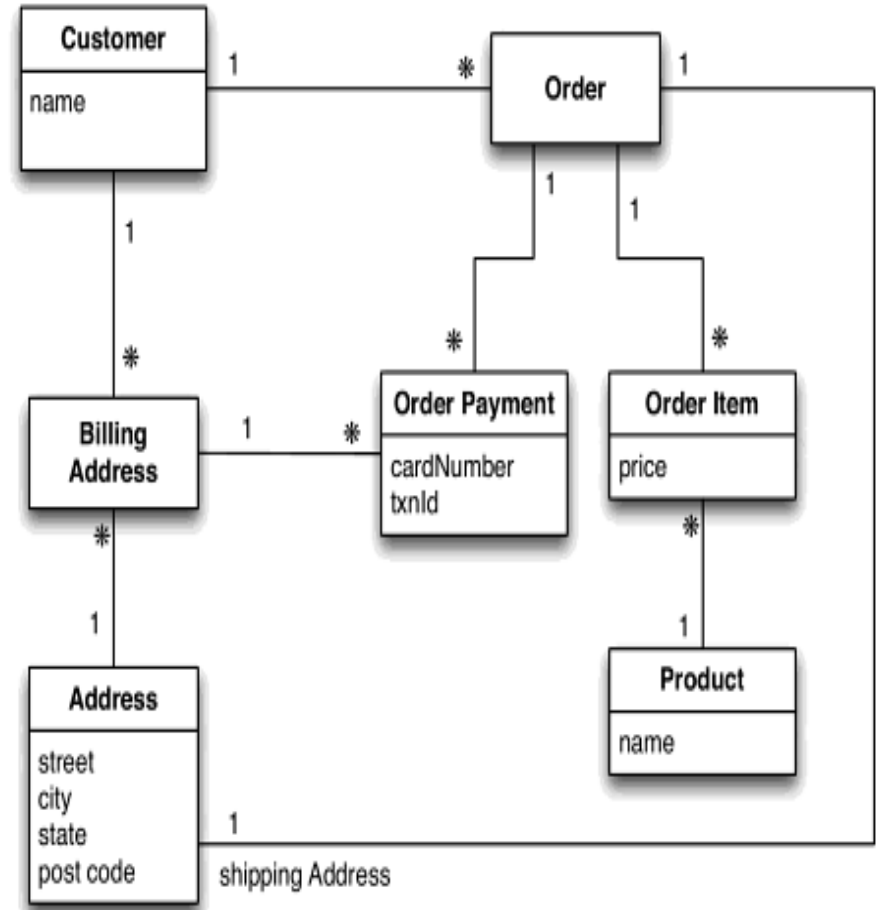 Customer
name
1
*
Order
1
1
1
1
*
*
*
Billing
Address
1
*
Order Payment
cardNumber
txnId
Order Item
price
*
*
1
1
Product
name
Address
street
city
state
post code
1
shipping Address